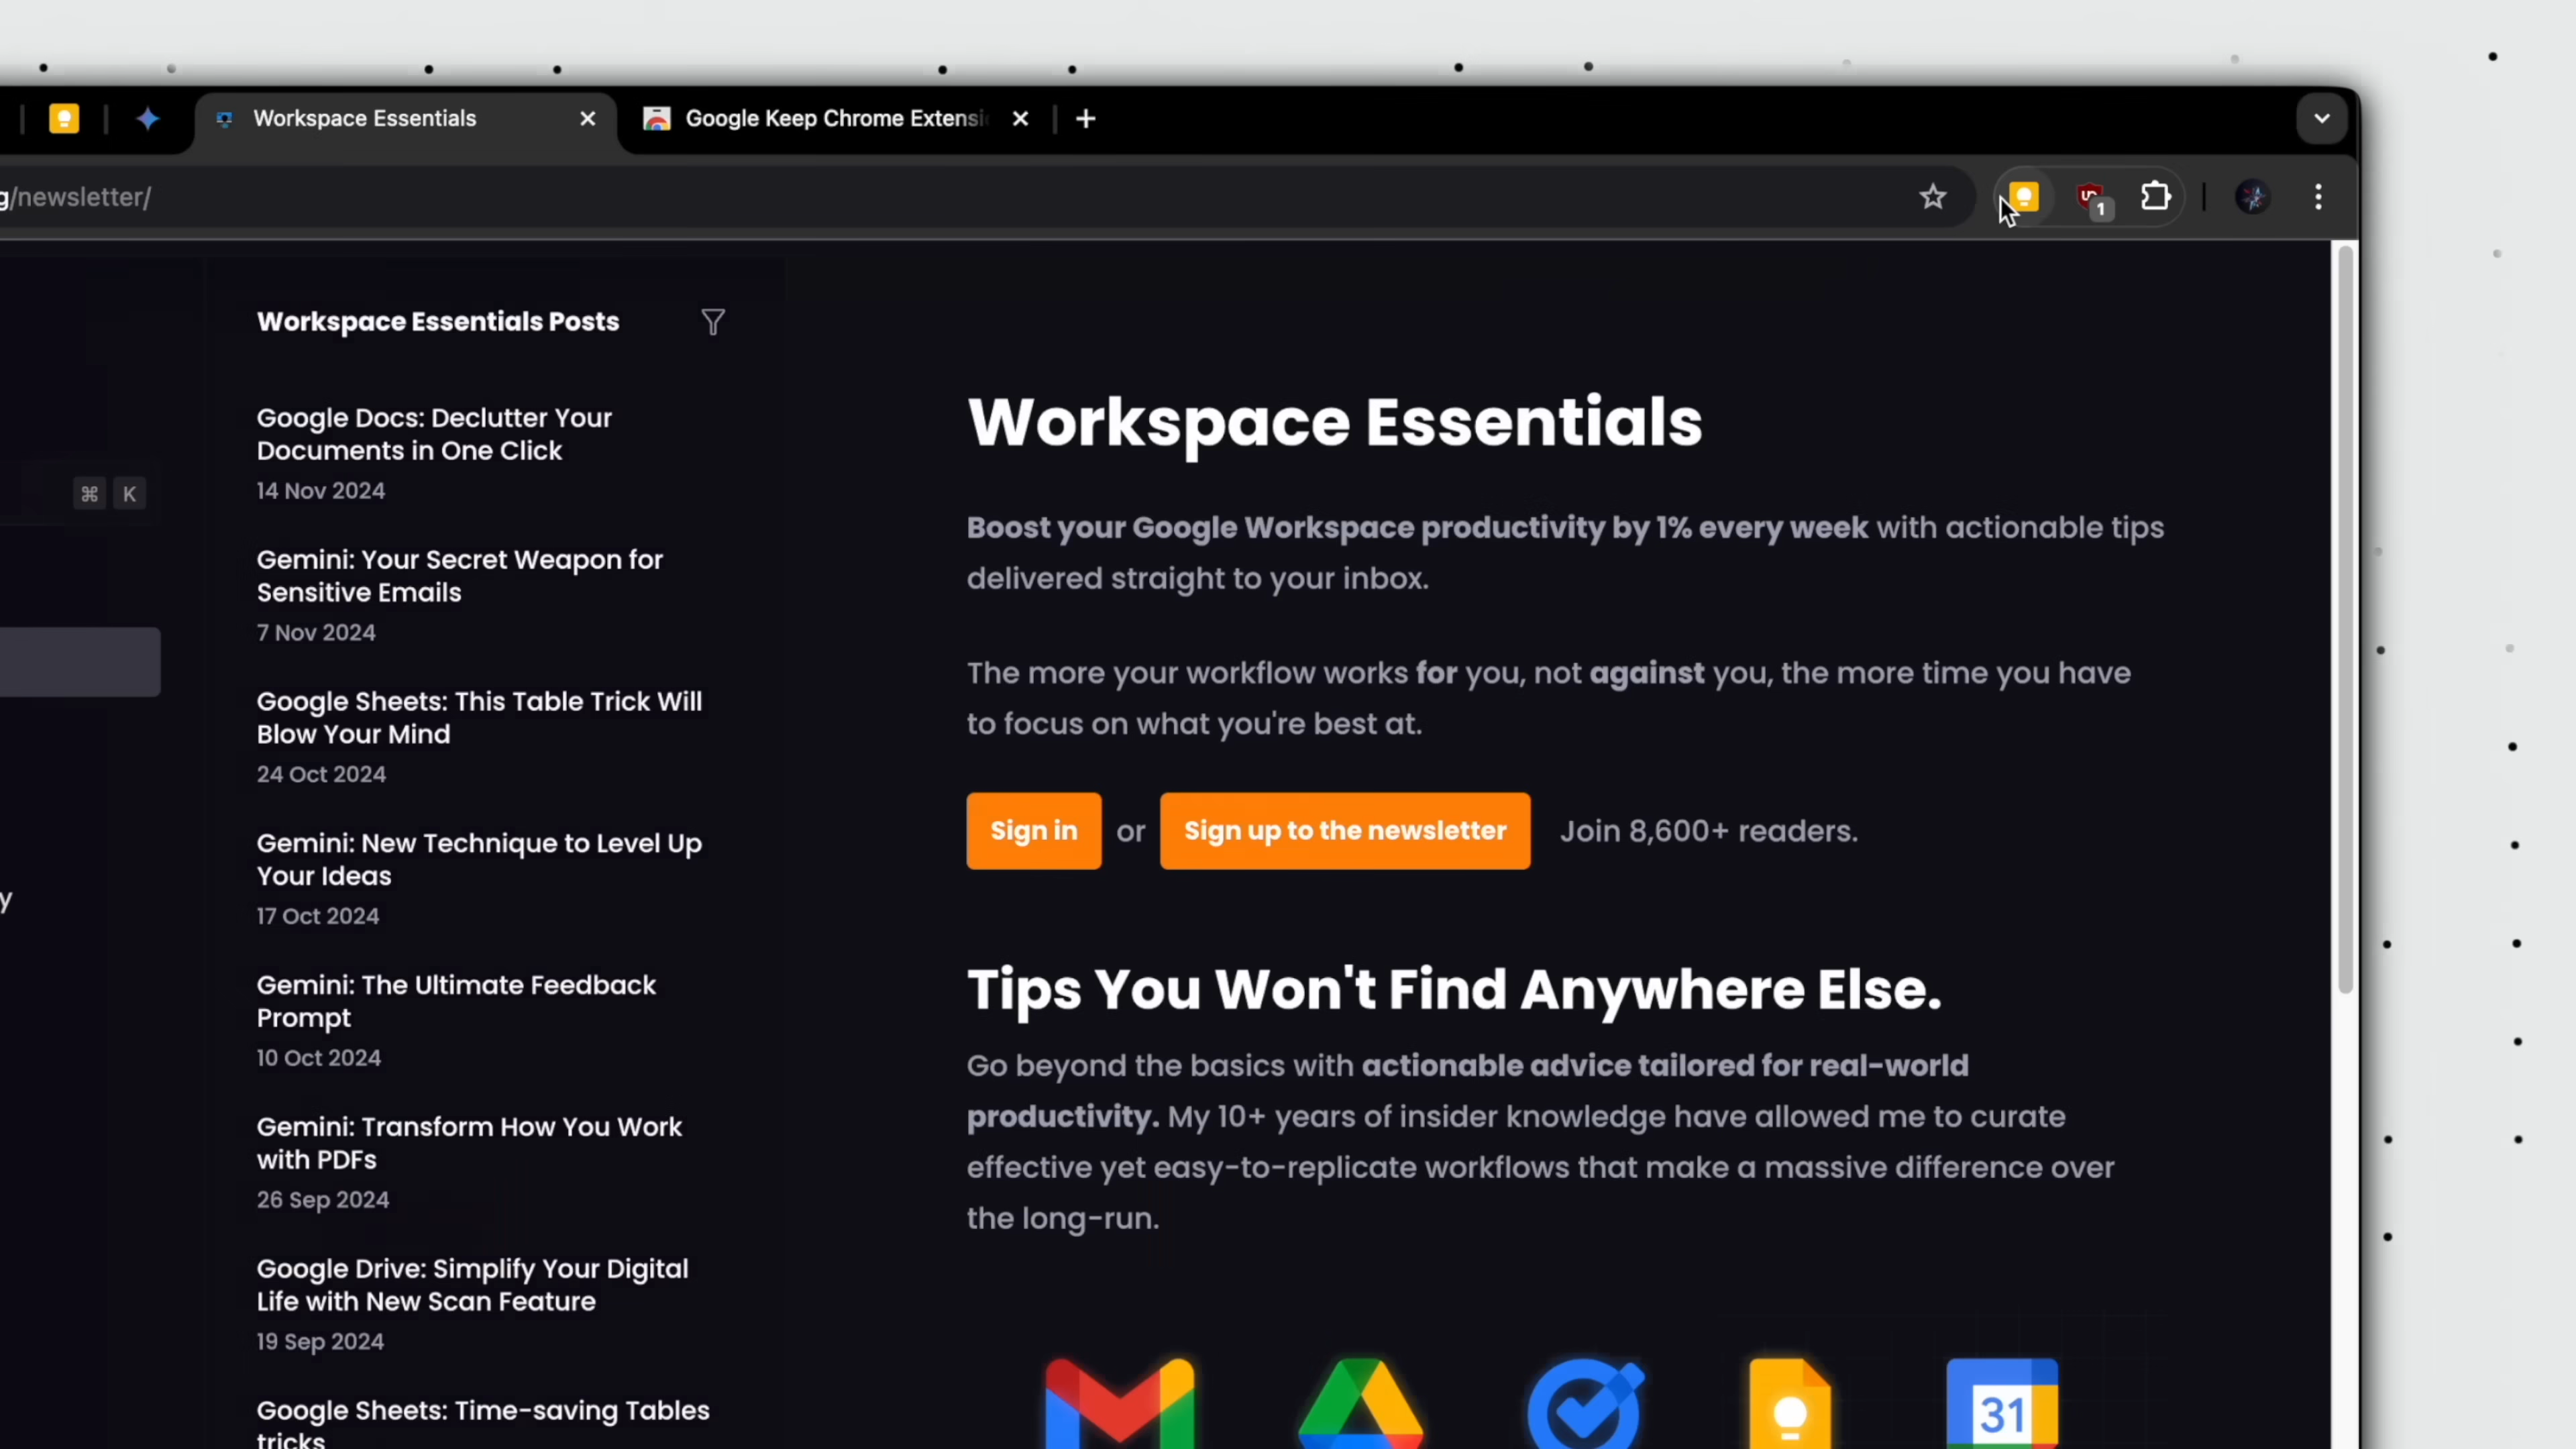 Workspace Essentials
Google Keep Chrome Extensi
g/newsletter/
1
⌘ K
y
Workspace Essentials Posts
Google Docs: Declutter Your
Documents in One Click
14 Nov 2024
Gemini: Your Secret Weapon for
Sensitive Emails
7 Nov 2024
Google Sheets: This Table Trick Will
Blow Your Mind
24 Oct 2024
Gemini: New Technique to Level Up
Your Ideas
17 Oct 2024
Gemini: The Ultimate Feedback
Prompt
10 Oct 2024
Gemini: Transform How You Work
with PDFs
26 Sep 2024
Google Drive: Simplify Your Digital
Life with New Scan Feature
19 Sep 2024
Google Sheets: Time-saving Tables
tricks
Workspace Essentials
Boost your Google Workspace productivity by 1% every week with actionable tips
delivered straight to your inbox.
The more your workflow works for you, not against you, the more time you have
to focus on what you're best at.
Sign in or Sign up to the newsletter Join 8,600+ readers.
Tips You Won't Find Anywhere Else.
Go beyond the basics with actionable advice tailored for real-world
productivity. My 10+ years of insider knowledge have allowed me to curate
effective yet easy-to-replicate workflows that make a massive difference over
the long-run.
31